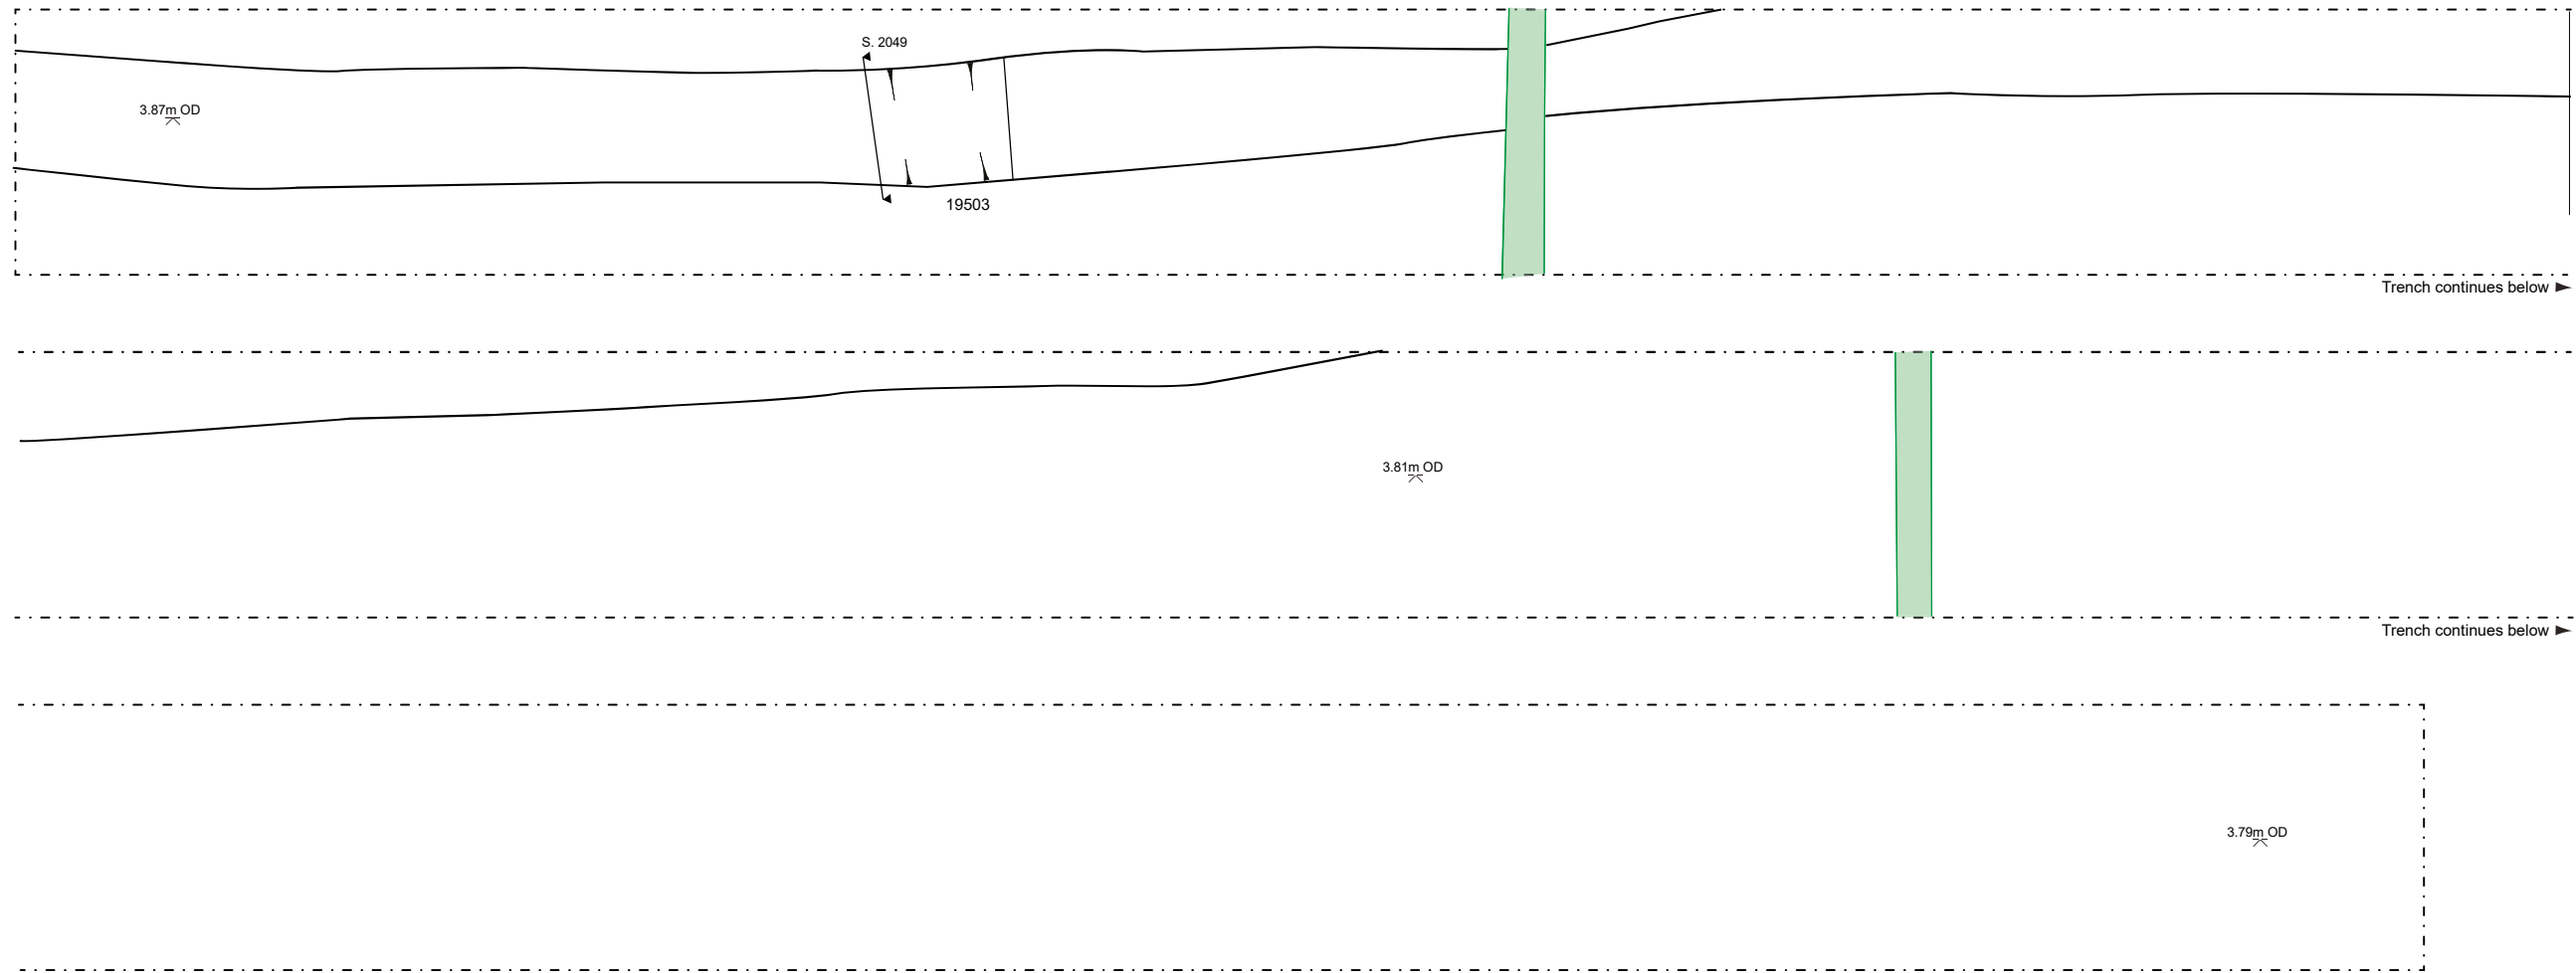 S. 2049
3.87m OD
19503
Trench continues below
3.81m OD
Trench continues below
3.79m OD